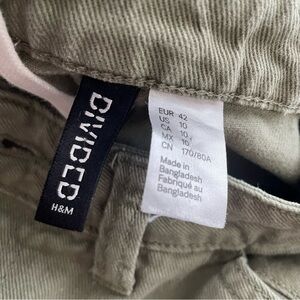 DIVIDED
H&M
EUR 42
US 10
CA 10
MX 10
CN 170/80A
Made in
Bangladesh
Fabriqué au
Bangladesh